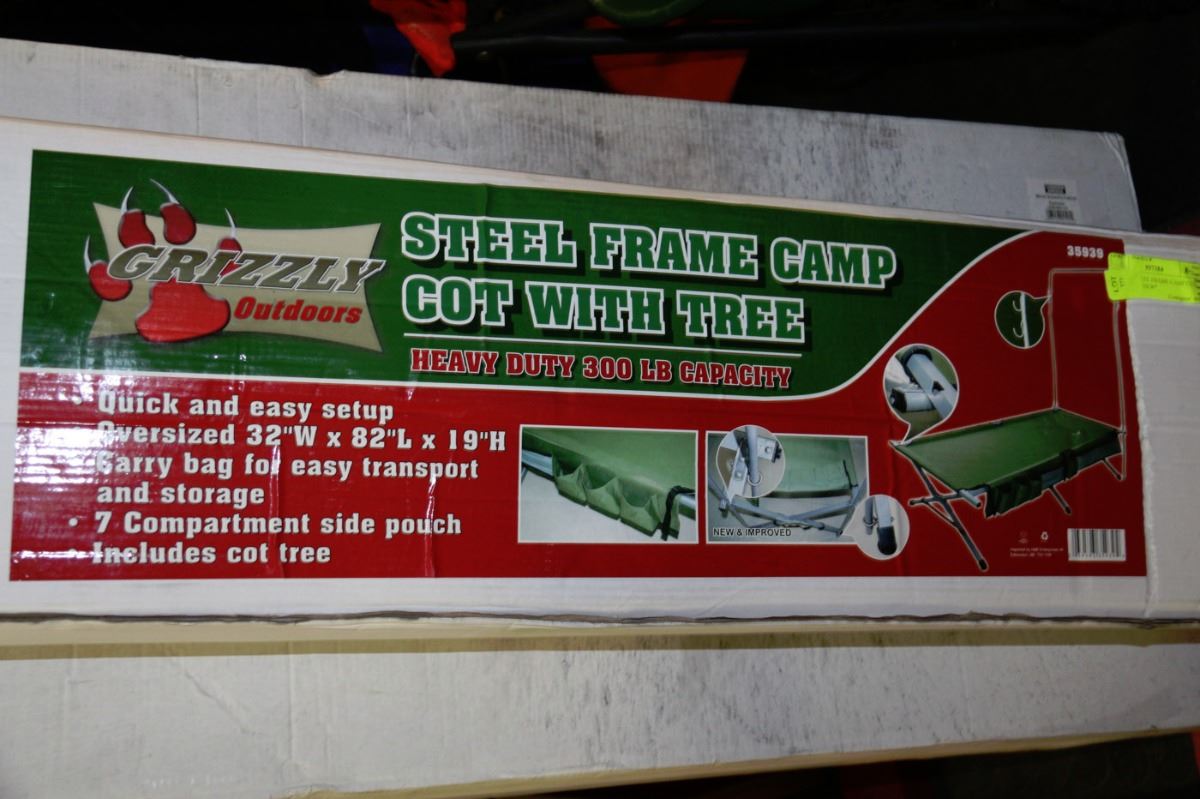 GRIZZLY
Outdoors
STEEL FRAME CAMP
COT WITH TREE
HEAVY DUTY 300 LB CAPACITY
• Quick and easy setup
Oversized 32"W x 82"L x 19"H
Carry bag for easy transport
and storage
• 7 Compartment side pouch
Includes cot tree
NEW & IMPROVED
35939